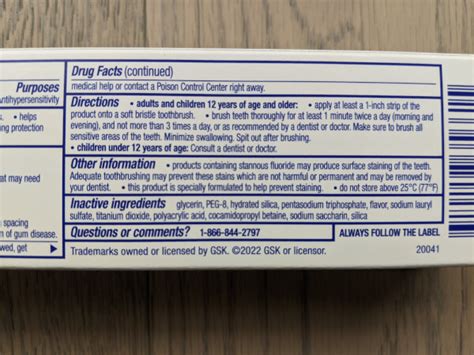 Purposes
Antihypersensitivity
• helps
ng protection
at may need
spacing
n of gum disease.
wed, get
Drug Facts (continued)
medical help or contact a Poison Control Center right away.
Directions • adults and children 12 years of age and older: • apply at least a 1-inch strip of the
product onto a soft bristle toothbrush. • brush teeth thoroughly for at least 1 minute twice a day (morning and
evening), and not more than 3 times a day, or as recommended by a dentist or doctor. Make sure to brush all
sensitive areas of the teeth. Minimize swallowing. Spit out after brushing.
• children under 12 years of age: Consult a dentist or doctor.
Other information • products containing stannous fluoride may produce surface staining of the teeth.
Adequate toothbrushing may prevent these stains which are not harmful or permanent and may be removed by
your dentist. • this product is specially formulated to help prevent staining. • do not store above 25°C (77°F)
Inactive ingredients glycerin, PEG-8, hydrated silica, pentasodium triphosphate, flavor, sodium lauryl
sulfate, titanium dioxide, polyacrylic acid, cocamidopropyl betaine, sodium saccharin, silica
Questions or comments? 1-866-844-2797
Trademarks owned or licensed by GSK. ©2022 GSK or licensor.
ALWAYS FOLLOW THE LABEL
20041